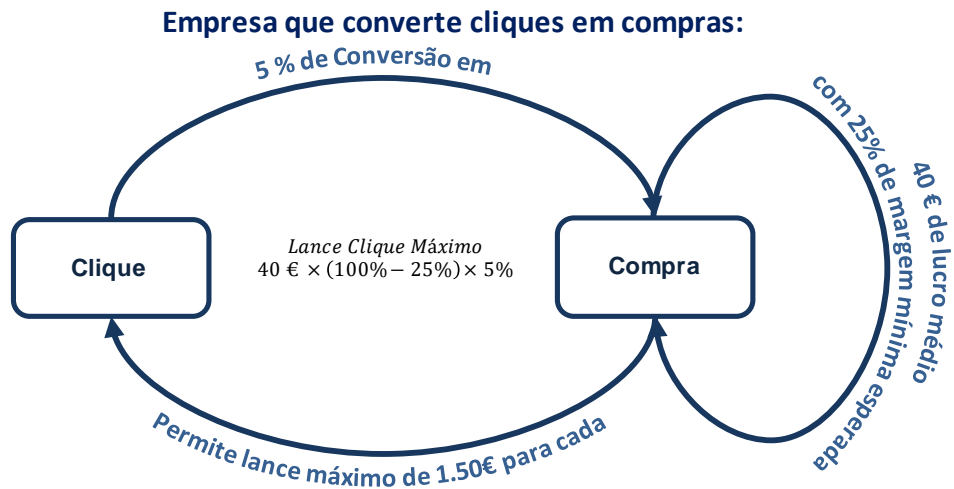 Empresa que converte cliques em compras:
5 % de Conversão em
com 25% de margem mínima esperada
40 € de lucro médio
Clique
Lance Clique Máximo
40 € × (100% − 25%) × 5%
Compra
Permite lance máximo de 1.50€ para cada